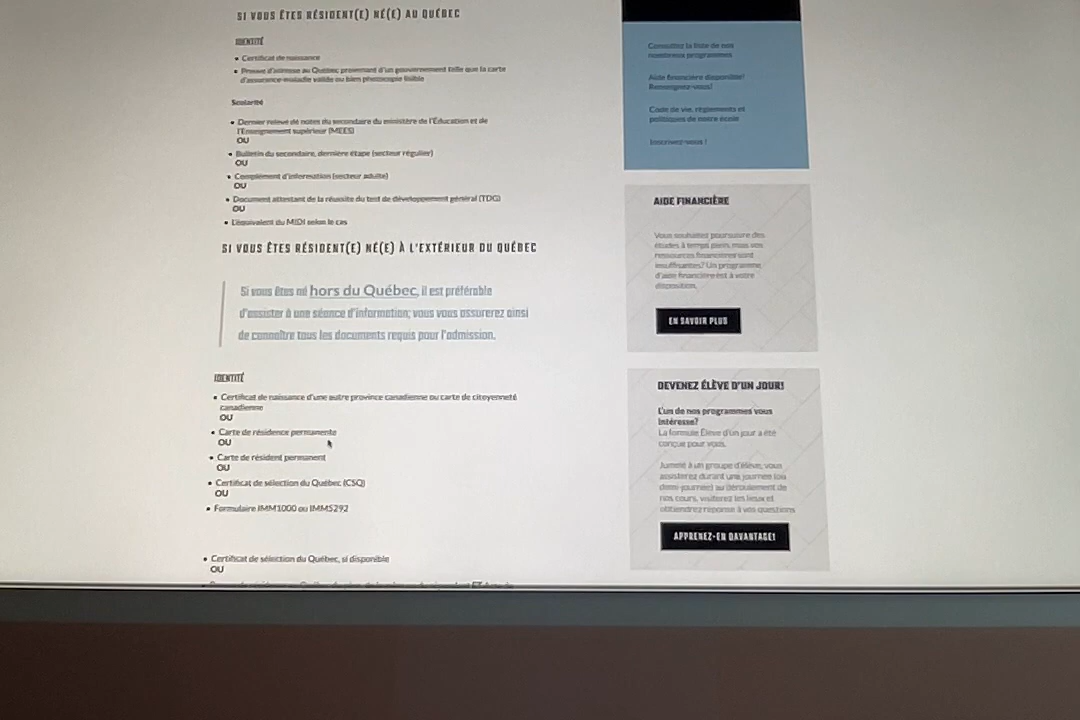 SI VOUS ÊTES RÉSIDENT(E) NÉ(E) AU QUÉBEC
IDENTITÉ
Certificat de naissance
Preuve d'adresse au Québec provenant d'un gouvernement telle que la carte
d'assurance-maladie valide ou bien photocopie lisible
Scolarité
Dernier relevé de notes du secondaire du ministère de l'Éducation et de
l'Enseignement supérieur (MEES)
OU
Bulletin du secondaire, dernière étape (secteur régulier)
OU
Complément d'information (secteur adulte)
OU
Document attestant de la réussite du test de développement général (TDG)
OU
L'équivalent du MIDI selon le cas
SI VOUS ÊTES RÉSIDENT(E) NÉ(E) À L'EXTÉRIEUR DU QUÉBEC
Si vous êtes né hors du Québec, il est préférable
d'assister à une séance d'information; vous vous assurerez ainsi
de connaître tous les documents requis pour l'admission.
IDENTITÉ
Certificat de naissance d'une autre province canadienne ou carte de citoyenneté
canadienne
OU
Carte de résidence permanente
OU
Carte de résident permanent
OU
Certificat de sélection du Québec (CSQ)
OU
Formulaire IMM1000 ou IMM5292
Certificat de sélection du Québec, si disponible
OU
Consultez la liste de nos
nombreux programmes
Aide financière disponible!
Renseignez-vous!
Code de vie, règlements et
politiques de notre école
Inscrivez-vous !
AIDE FINANCIÈRE
Vous souhaitez poursuivre des
études à temps plein, mais vos
ressources financières sont
insuffisantes? Un programme
d'aide financière est à votre
disposition.
EN SAVOIR PLUS
DEVENEZ ÉLÈVE D'UN JOUR!
L'un de nos programmes vous
intéresse?
La formule Élève d'un jour a été
conçue pour vous.
Jumelé à un groupe d'élève, vous
assisterez durant une journée (ou
demi-journée) au déroulement de
nos cours, visiterez les lieux et
obtiendrez réponse à vos questions
APPRENEZ-EN DAVANTAGE!